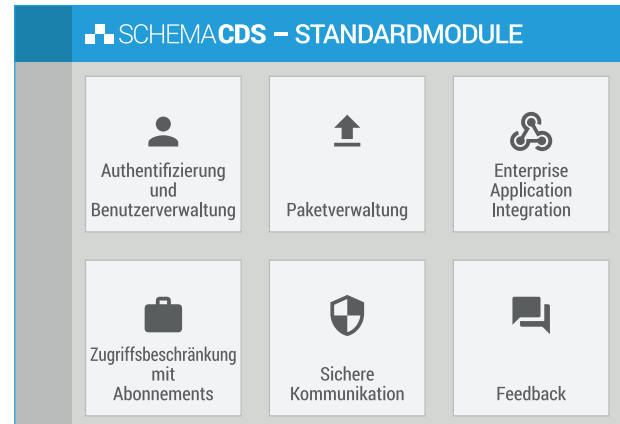 SCHEMACDS – STANDARDMODULE
Authentifizierung
und
Benutzerverwaltung
Paketverwaltung
Enterprise
Application
Integration
Zugriffsbeschränkung
mit
Abonnements
Sichere
Kommunikation
Feedback